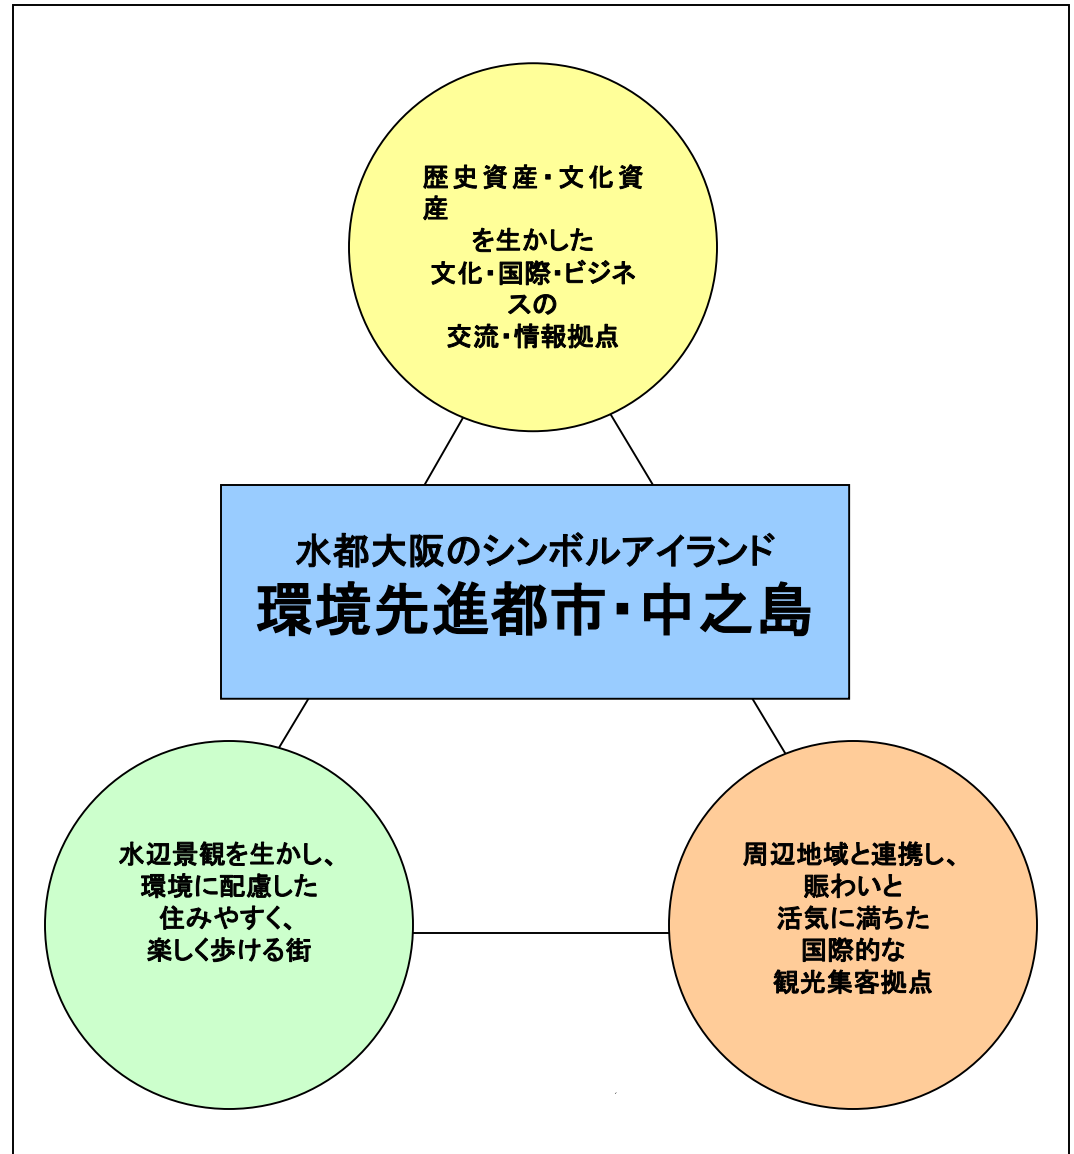 歴史資産・文化資
産
を生かした
文化・国際・ビジネ
スの
交流・情報拠点
水都大阪のシンボルアイランド
環境先進都市・中之島
水辺景観を生かし、
環境に配慮した
住みやすく、
楽しく歩ける街
周辺地域と連携し、
賑わいと
活気に満ちた
国際的な
観光集客拠点